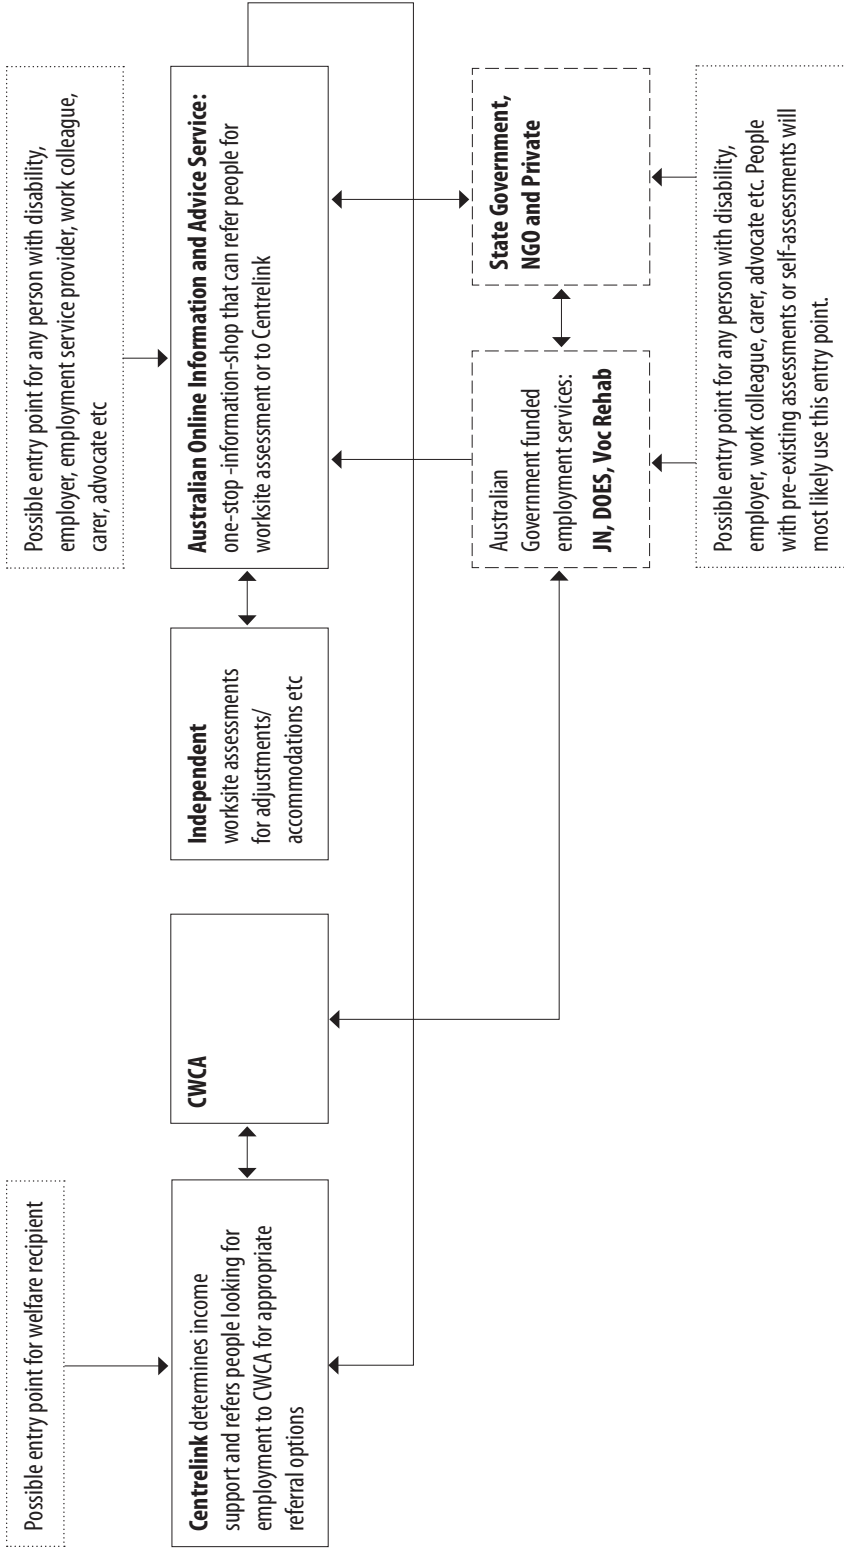 Possible entry point for welfare recipient
Possible entry point for any person with disability,
employer, employment service provider, work colleague,
carer, advocate etc
Centrelink determines income
support and refers people looking for
employment to CWCA for appropriate
referral options
CWCA
Independent
worksite assessments
for adjustments/
accommodations etc
Australian Online Information and Advice Service:
one-stop -information-shop that can refer people for
worksite assessment or to Centrelink
Australian
Government funded
employment services:
JN, DOES, Voc Rehab
State Government,
NGO and Private
Possible entry point for any person with disability,
employer, work colleague, carer, advocate etc. People
with pre-existing assessments or self-assessments will
most likely use this entry point.